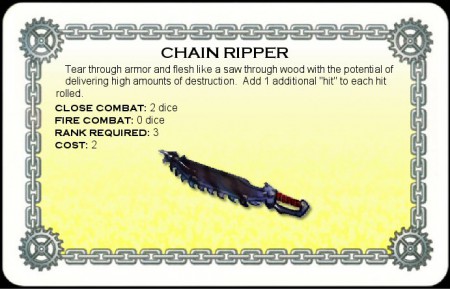 CHAIN RIPPER
Tear through armor and flesh like a saw through wood with the potential of
delivering high amounts of destruction. Add 1 additional "hit" to each hit
rolled.
CLOSE COMBAT: 2 dice
FIRE COMBAT: 0 dice
RANK REQUIRED: 3
COST: 2